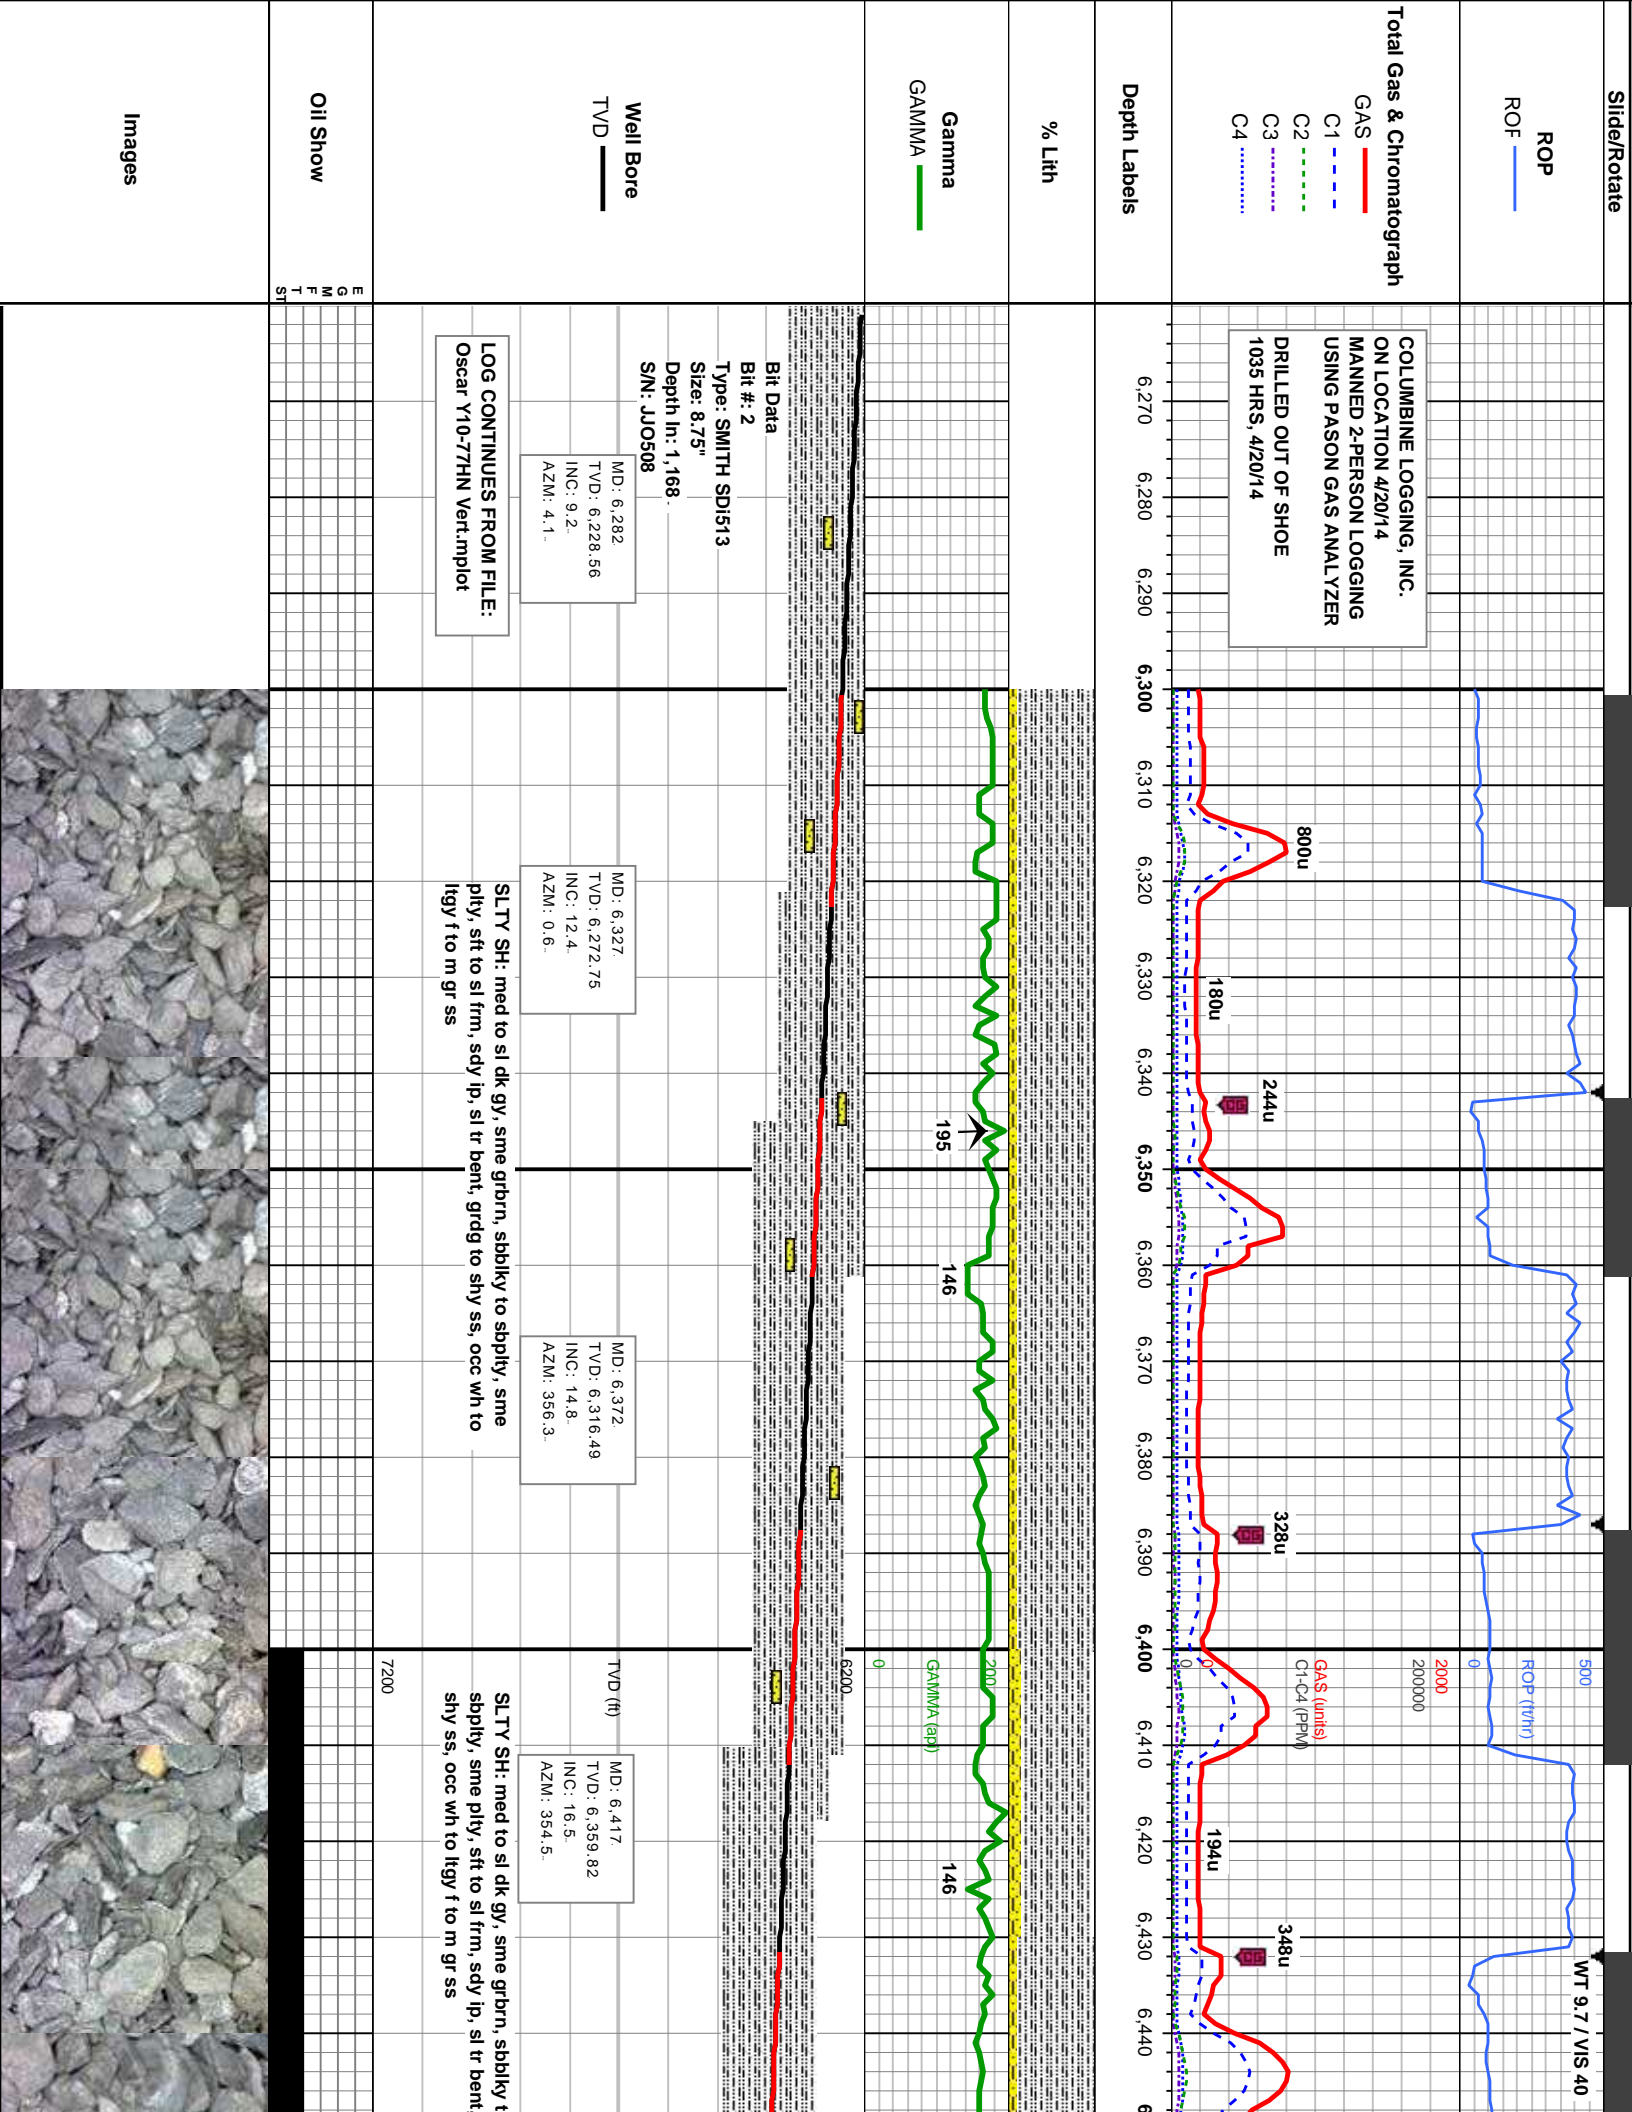 Slide/Rotate
ROP
ROP
Total Gas & Chromatograph
GAS
C1
C2
C3
C4
Depth Labels
% Lith
Gamma
GAMMA
Well Bore
TVD
Oil Show
E
G
M
F
T
ST
Images
WT 9.7 / VIS 40
5000
ROP (ft/hr)
0
COLUMBINE LOGGING, INC.
ON LOCATION 4/20/14
MANNED 2-PERSON LOGGING
USING PASON GAS ANALYZER
DRILLED OUT OF SHOE
1035 HRS, 4/20/14
800u
180u
244u
328u
2000
200000
GAS (units)
C1-C4 (PPM)
0
0
194u
348u
6,270
6,280
6,290
6,300
6,310
6,320
6,330
6,340
6,350
6,360
6,370
6,380
6,390
6,400
6,410
6,420
6,430
6,440
6
195
146
200
GAMMA (api)
0
146
6200
TVD (ft)
7200
Bit Data
Bit #: 2
Type: SMITH SDi513
Size: 8.75"
Depth In: 1,168
S/N: JJO508
MD: 6,282
TVD: 6,228.56
INC: 9.2
AZM: 4.1
LOG CONTINUES FROM FILE:
Oscar Y10-77HN Vert.mplot
MD: 6,327
TVD: 6,272.75
INC: 12.4
AZM: 0.6
SLTY SH: med to sl dk gy, sme grbrn, sbblky to sbplty, sme
plty, sft to sl frm, sdy ip, sl tr bent, grdg to shy ss, occ wh to
ltgy f to m gr ss
MD: 6,372
TVD: 6,316.49
INC: 14.8
AZM: 356.3
MD: 6,417
TVD: 6,359.82
INC: 16.5
AZM: 354.5
SLTY SH: med to sl dk gy, sme grbrn, sbblky t
sbplty, sme plty, sft to sl frm, sdy ip, sl tr bent,
shy ss, occ wh to ltgy f to m gr ss